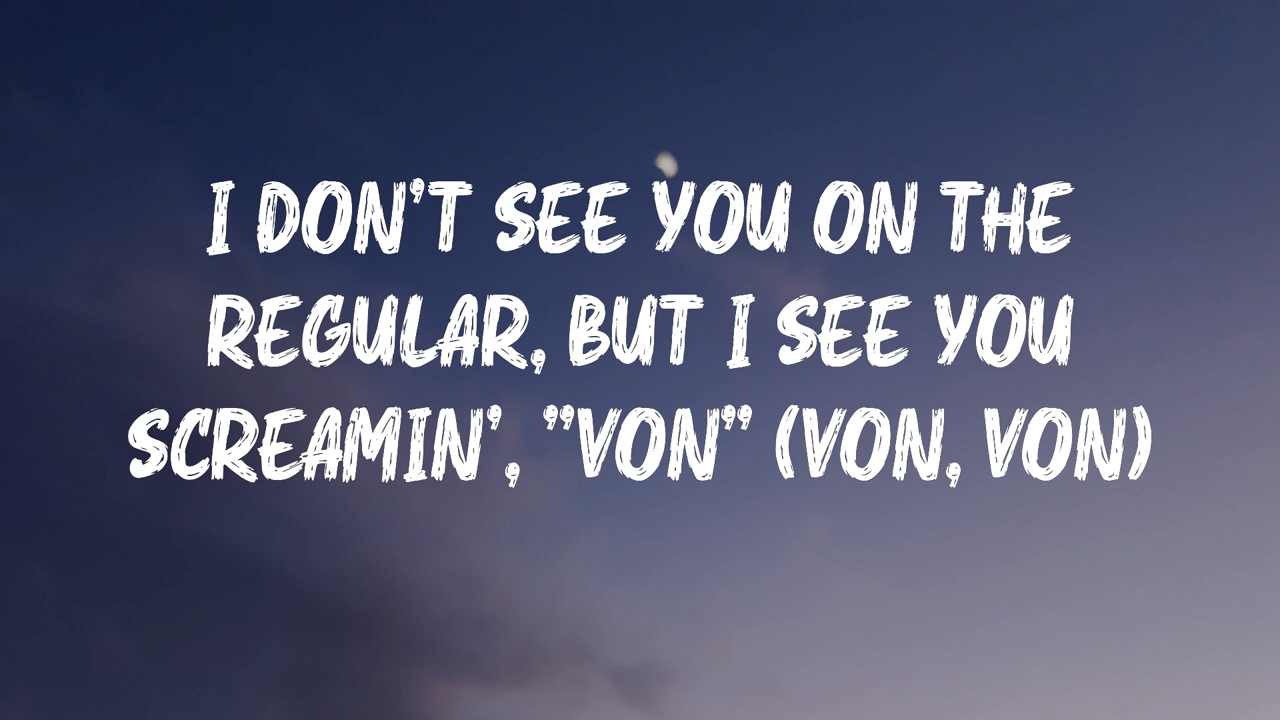 I DON'T SEE YOU ON THE
REGULAR, BUT I SEE YOU
SCREAMIN', "VON" (VON, VON)